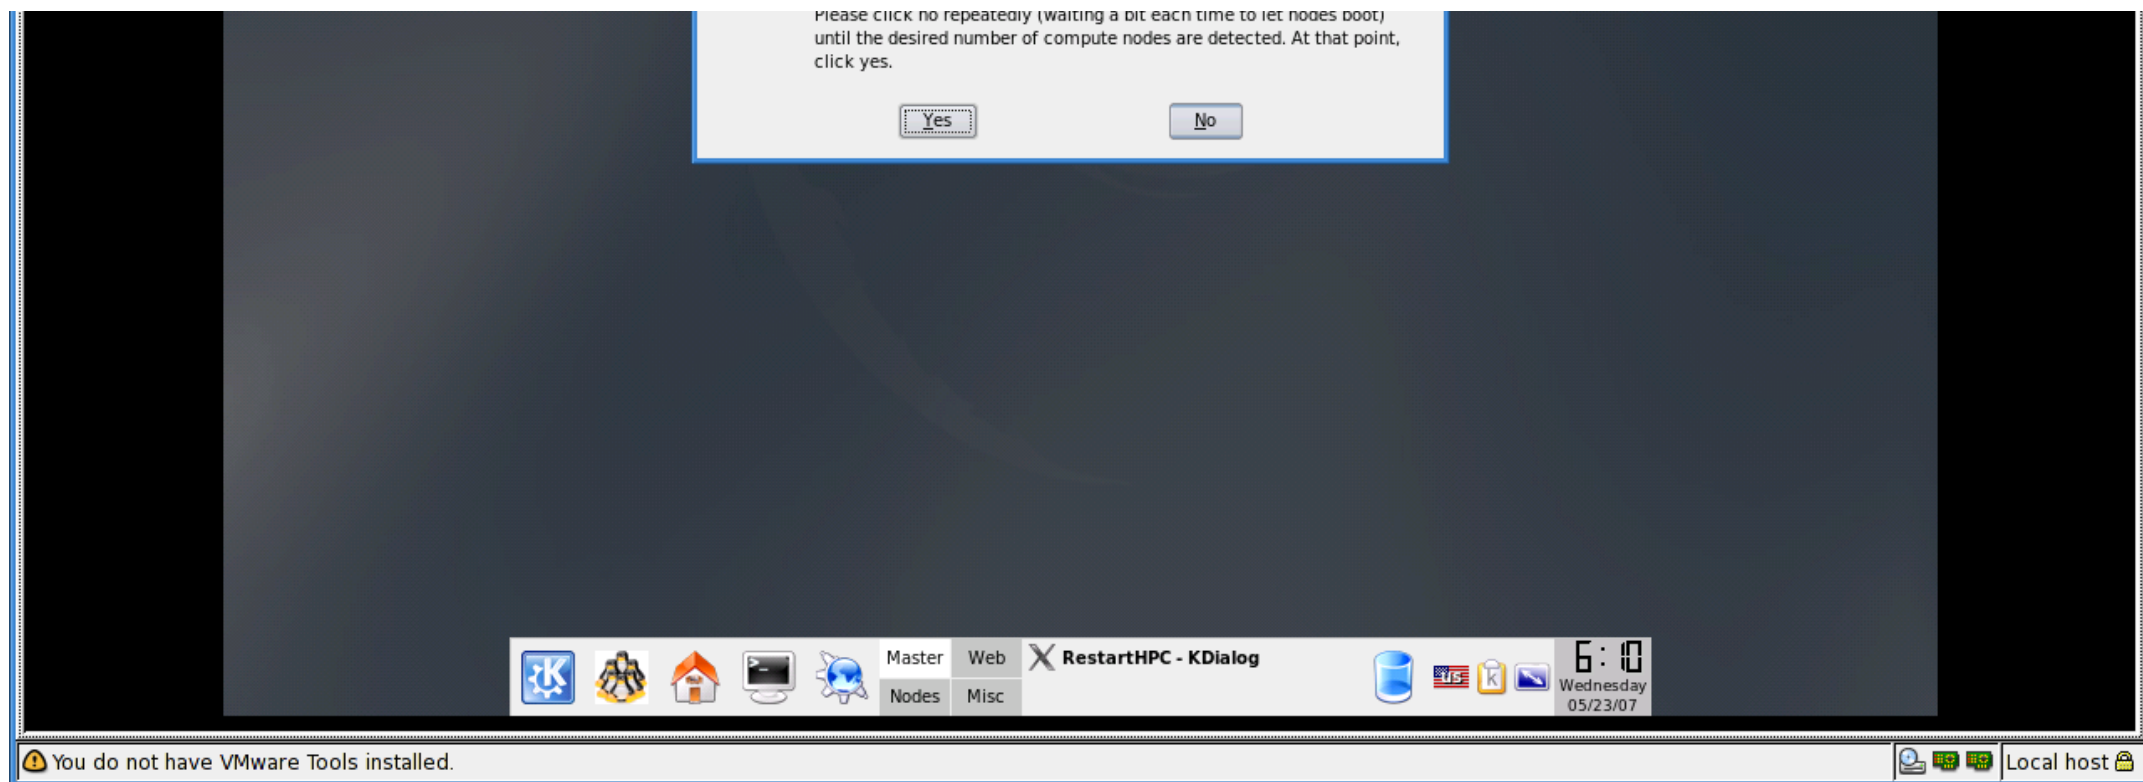 Please click no repeatedly (waiting a bit each time to let nodes boot)
until the desired number of compute nodes are detected. At that point,
click yes.
Yes No
Master Web RestartHPC - KDialog
Nodes Misc
us
k
6:10
Wednesday
05/23/07
You do not have VMware Tools installed. Local host